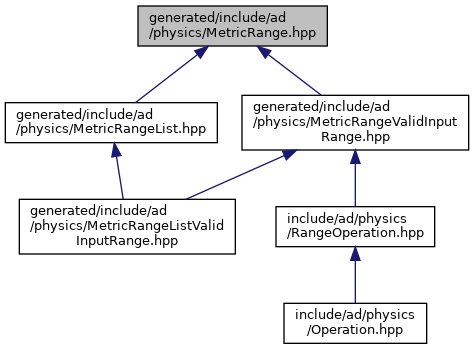 generated/include/ad
/physics/MetricRange.hpp
generated/include/ad
/physics/MetricRangeList.hpp
generated/include/ad
/physics/MetricRangeValidInput
Range.hpp
generated/include/ad
/physics/MetricRangeListValid
InputRange.hpp
include/ad/physics
/RangeOperation.hpp
include/ad/physics
/Operation.hpp